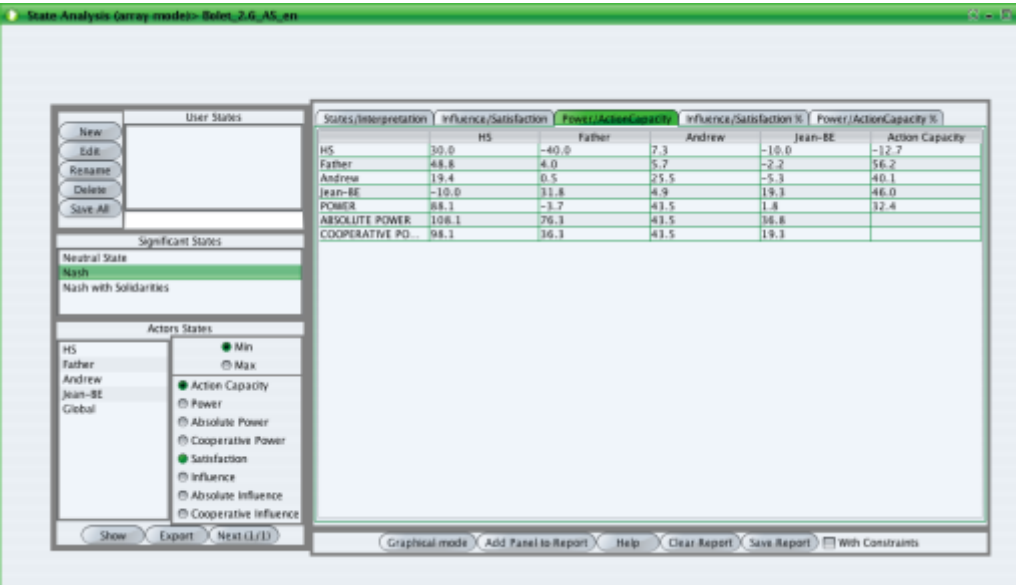 State Analysis (array mode)> Bolet_2.G_AS_en
User States
New
Edit
Rename
Delete
Save All
Significant States
Neutral State
Nash
Nash with Solidarities
Actors States
HS
Father
Andrew
Jean-BE
Global
Min
Max
Action Capacity
Power
Absolute Power
Cooperative Power
Satisfaction
Influence
Absolute Influence
Cooperative Influence
Show Export Next (1/1)
States/Interpretation Influence/Satisfaction Power/ActionCapacity Influence/Satisfaction % Power/ActionCapacity %
HS Father Andrew Jean-BE Action Capacity
HS 30.0 -40.0 7.3 -10.0 -12.7
Father 48.8 4.0 5.7 -2.2 56.2
Andrew 19.4 0.5 25.5 -5.3 40.1
Jean-BE -10.0 31.8 4.9 19.3 46.0
POWER 88.1 -3.7 43.5 1.8 32.4
ABSOLUTE POWER 108.1 76.3 43.5 36.8
COOPERATIVE PO... 98.1 36.3 43.5 19.3
Graphical mode Add Panel to Report Help Clear Report Save Report With Constraints